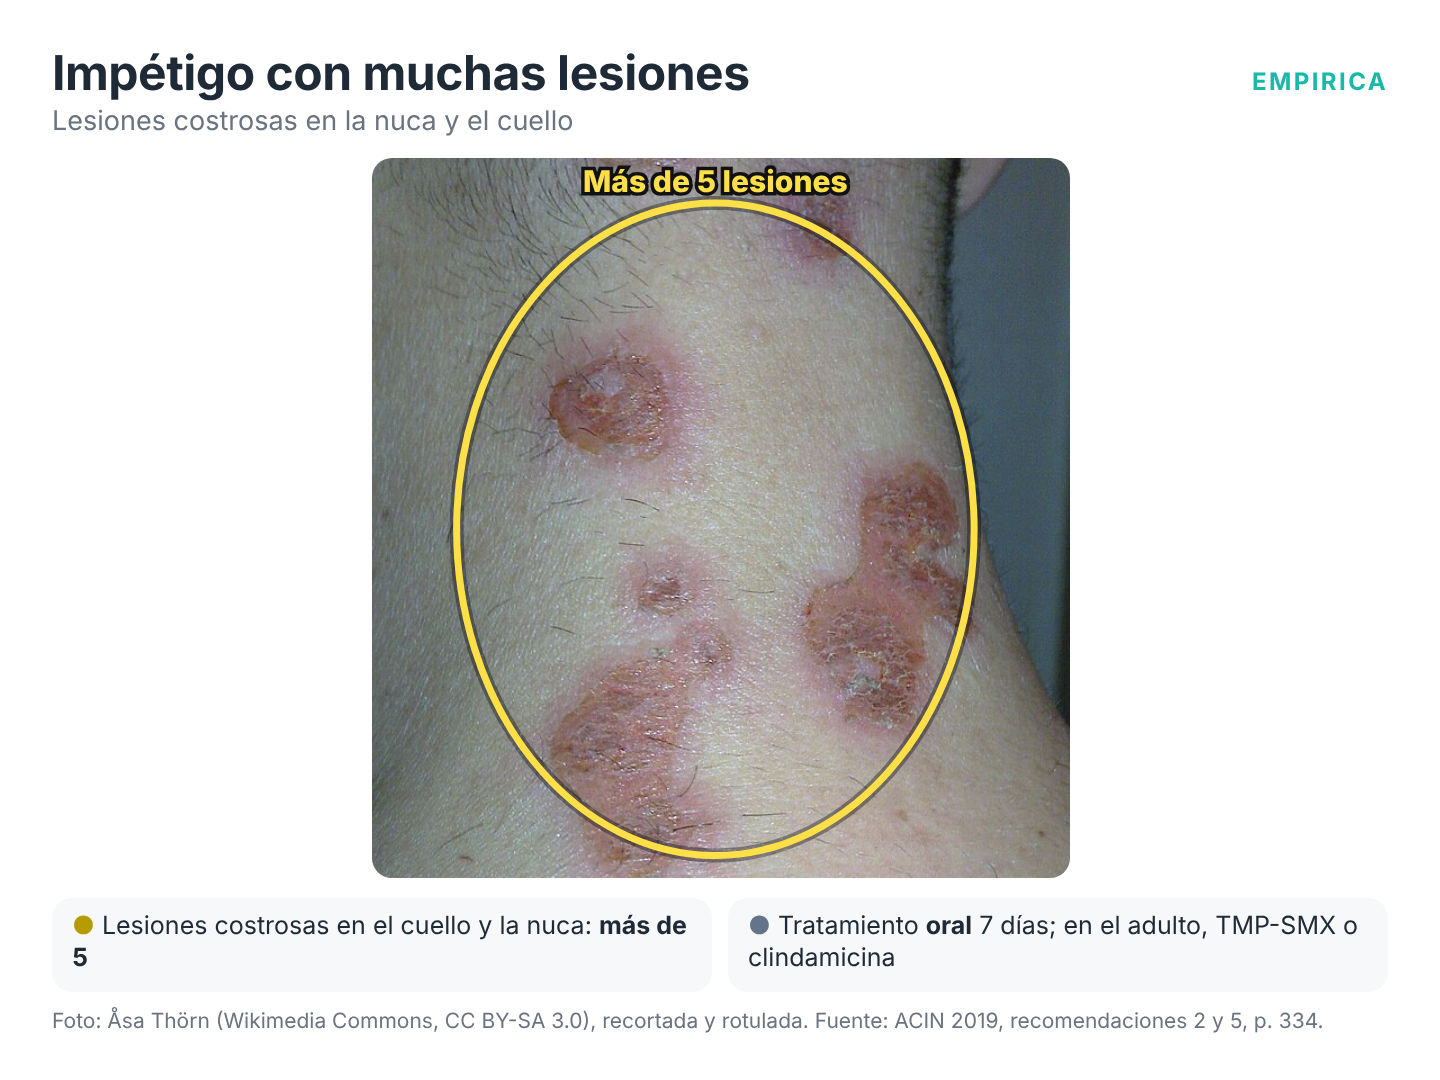 Impétigo con muchas lesiones
EMPIRICA
Lesiones costrosas en la nuca y el cuello
Más de 5 lesiones
Lesiones costrosas en el cuello y la nuca: más de
5
Tratamiento oral 7 días; en el adulto, TMP-SMX o
clindamicina
Foto: Åsa Thörn (Wikimedia Commons, CC BY-SA 3.0), recortada y rotulada. Fuente: ACIN 2019, recomendaciones 2 y 5, p. 334.